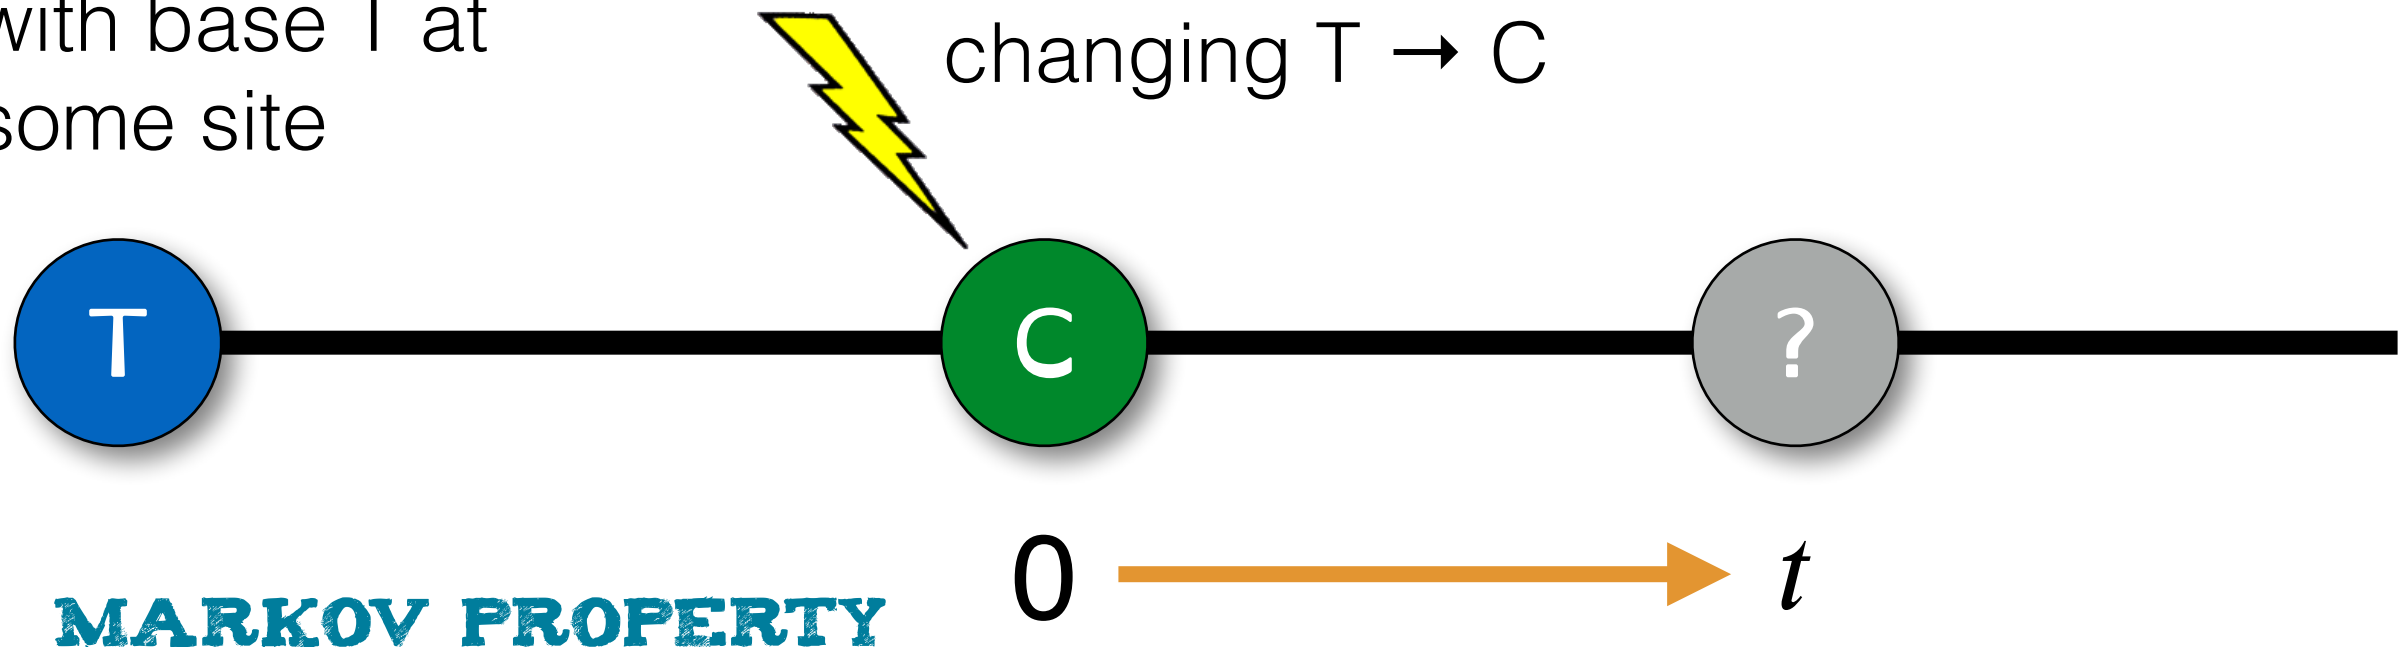 with base T at
some site
changing T → C
T
C
?
0
t
MARKOV PROPERTY